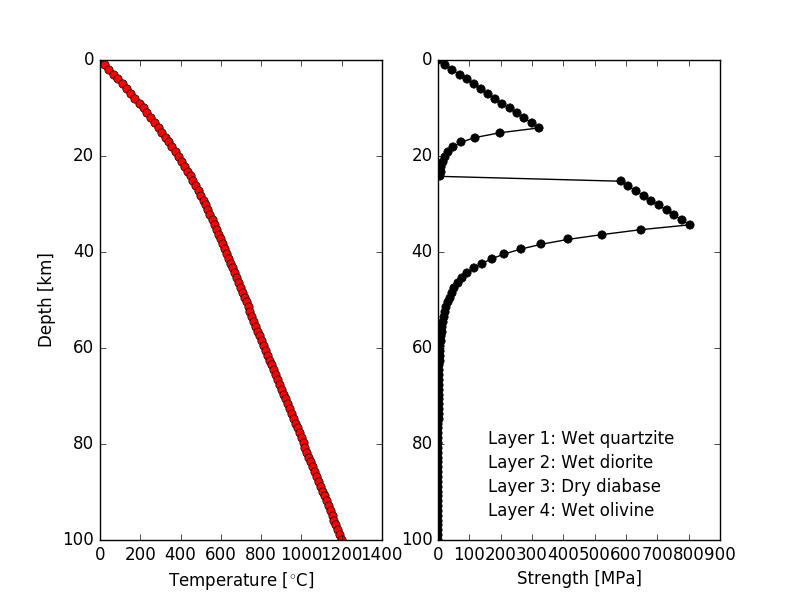 0
20
40
60
80
100
0 200 400 600 800 1000 1200 1400
Temperature [°C]
Depth [km]
0
20
40
60
80
100
0 100 200 300 400 500 600 700 800 900
Strength [MPa]
Layer 1: Wet quartzite
Layer 2: Wet diorite
Layer 3: Dry diabase
Layer 4: Wet olivine